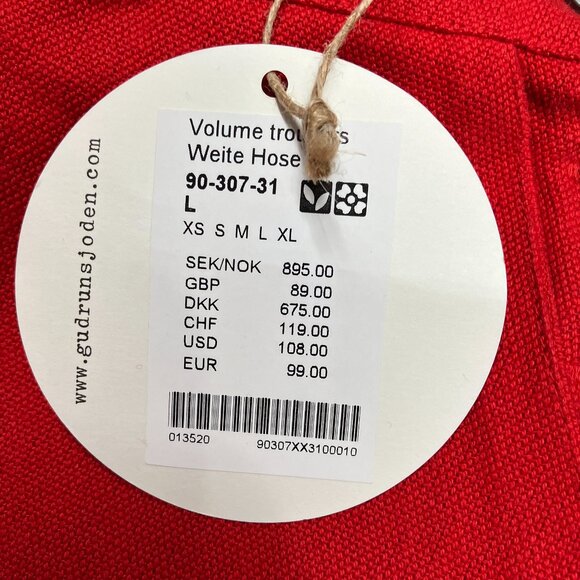 Volume
Weite Hose
90-307-31
L
XS S M L XL
SEK/NOK 895.00
GBP 89.00
DKK 675.00
CHF 119.00
USD 108.00
EUR 99.00
013520 90307XX3100010
www.gudrunsjoden.com